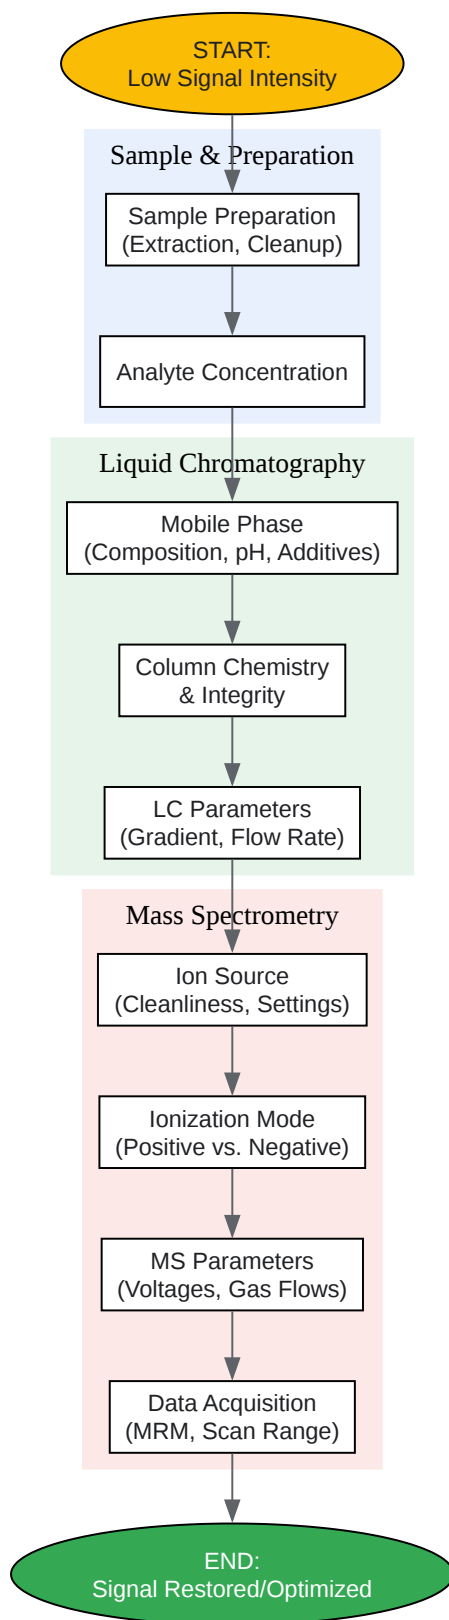 START:
Low Signal Intensity
Sample & Preparation
Sample Preparation
(Extraction, Cleanup)
Analyte Concentration
Liquid Chromatography
Mobile Phase
(Composition, pH, Additives)
Column Chemistry
& Integrity
LC Parameters
(Gradient, Flow Rate)
Mass Spectrometry
Ion Source
(Cleanliness, Settings)
Ionization Mode
(Positive vs. Negative)
MS Parameters
(Voltages, Gas Flows)
Data Acquisition
(MRM, Scan Range)
END:
Signal Restored/Optimized